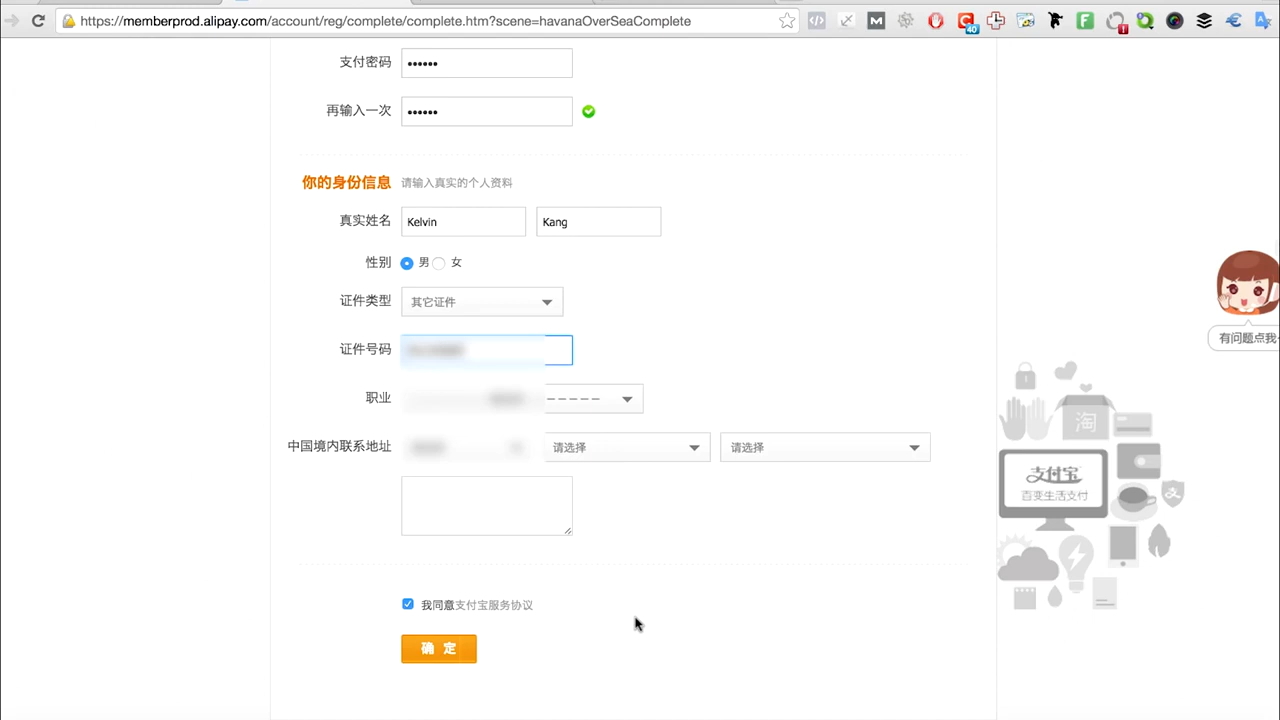 https://memberprod.alipay.com/account/reg/complete/complete.htm?scene=havanaOverSeaComplete
40
支付密码 ••••••
再输入一次 ••••••
你的身份信息 请输入真实的个人资料
真实姓名 Kelvin Kang
性别 男 女
证件类型 其它证件
证件号码
职业 -----
中国境内联系地址 请选择 请选择
我同意支付宝服务协议
确 定
有问题点我
淘
支付宝
百变生活支付